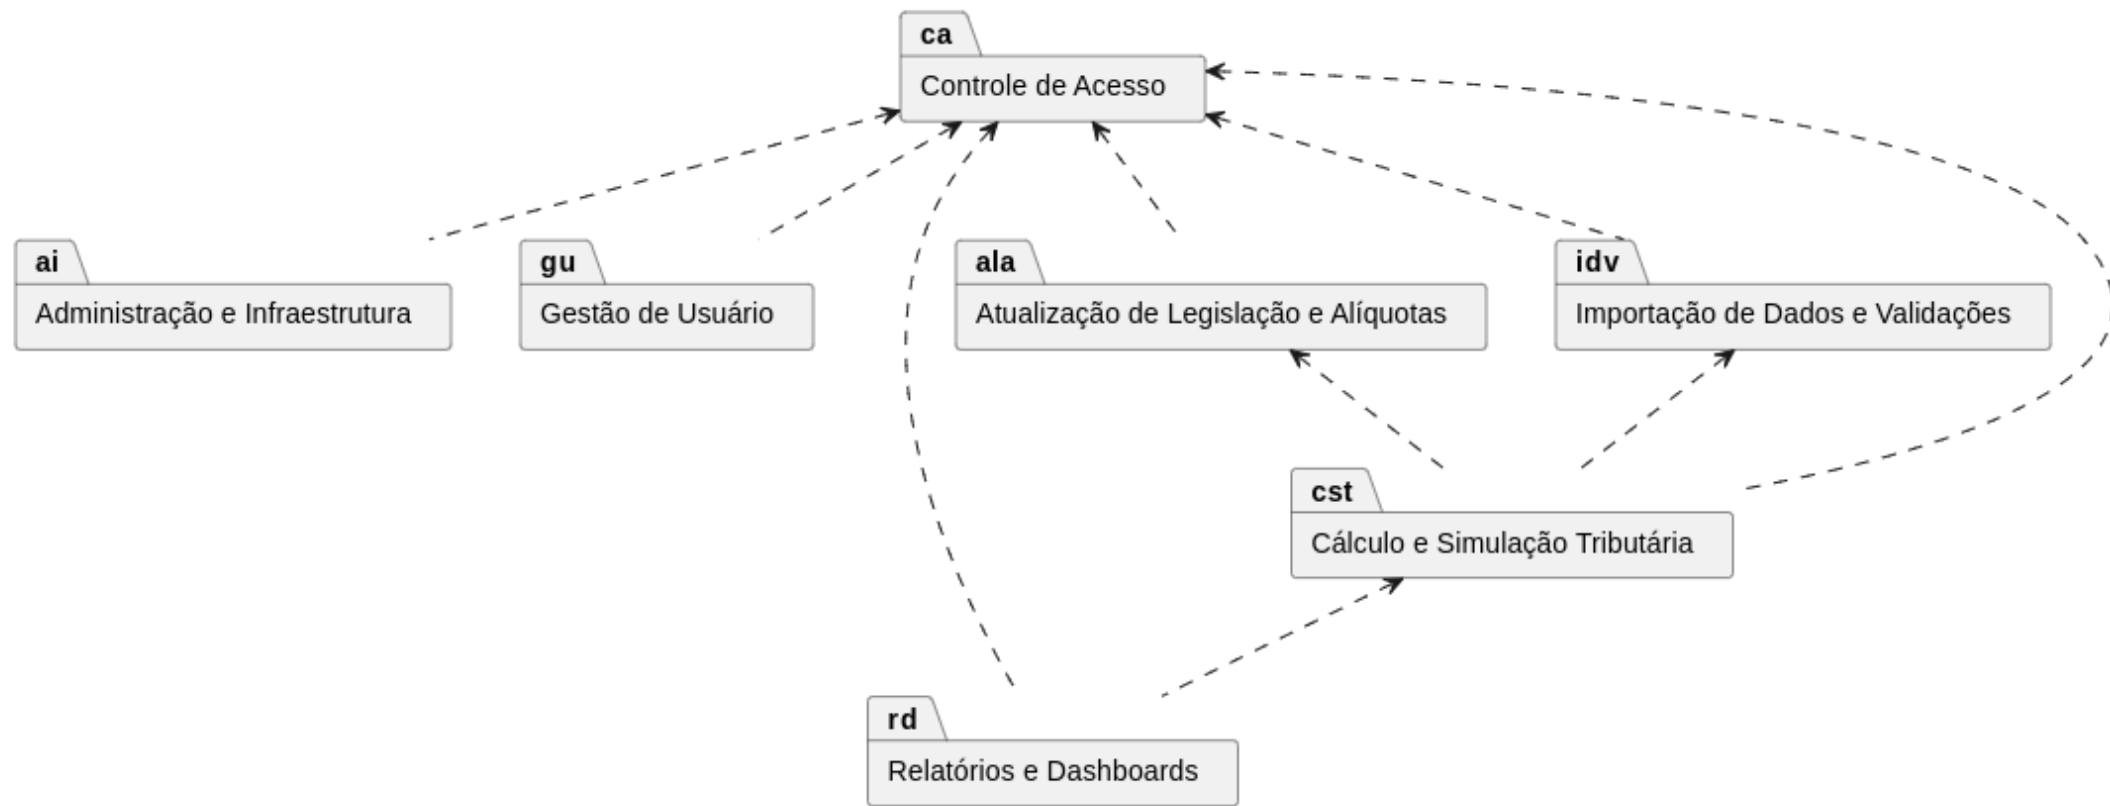 ca
Controle de Acesso
ai
Administração e Infraestrutura
gu
Gestão de Usuário
ala
Atualização de Legislação e Alíquotas
idv
Importação de Dados e Validações
cst
Cálculo e Simulação Tributária
rd
Relatórios e Dashboards